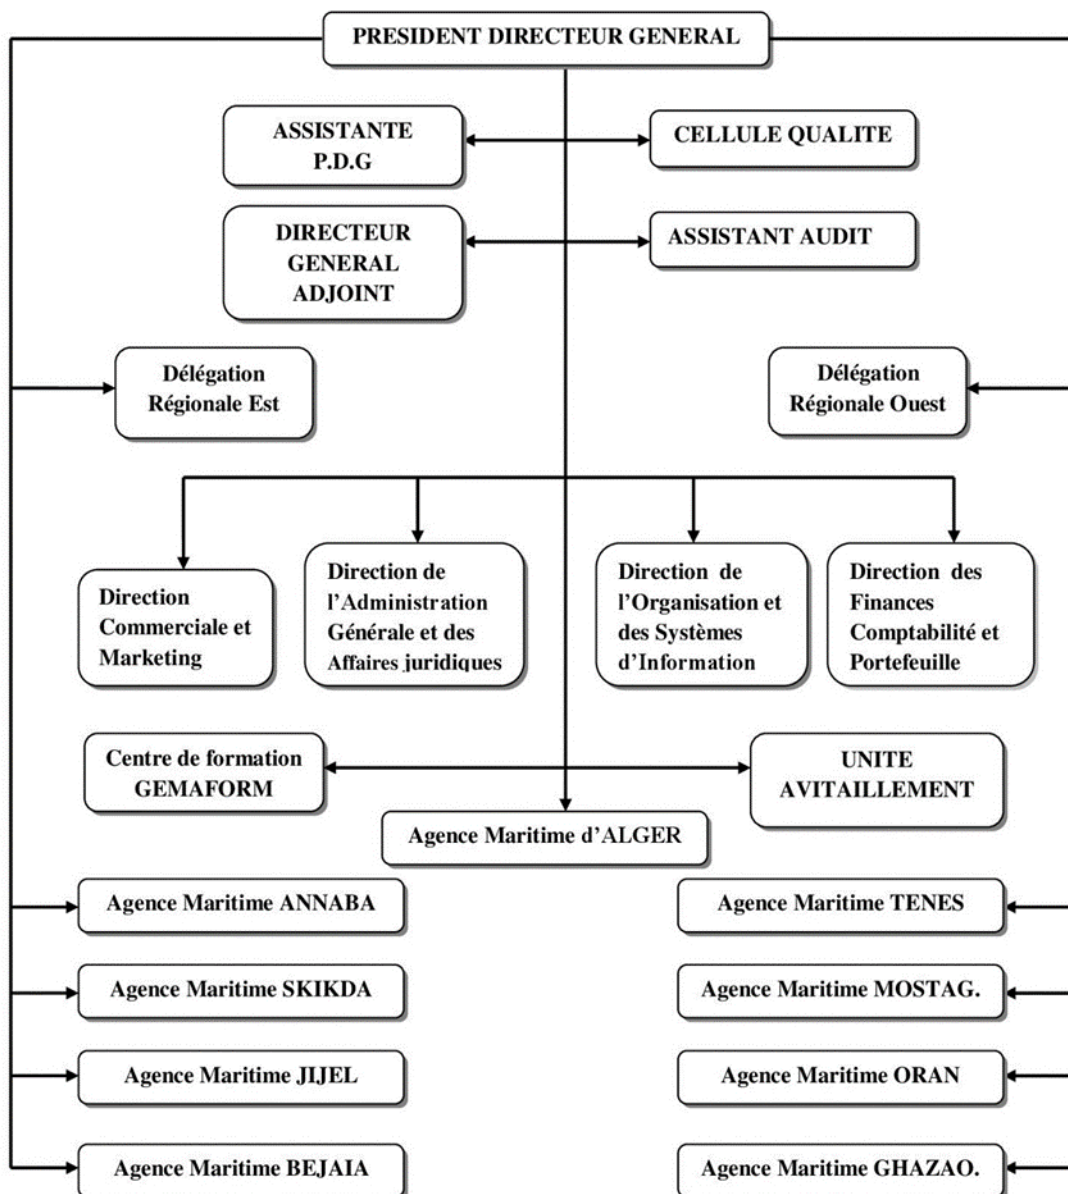 PRESIDENT DIRECTEUR GENERAL
ASSISTANTE
P.D.G
CELLULE QUALITE
DIRECTEUR
GENERAL
ADJOINT
ASSISTANT AUDIT
Délégation
Régionale Est
Délégation
Régionale Ouest
Direction
Commerciale et
Marketing
Direction de
l’Administration
Générale et des
Affaires juridiques
Direction de
l’Organisation et
des Systèmes
d’Information
Direction des
Finances
Comptabilité et
Portefeuille
Centre de formation
GEMAFORM
UNITE
AVITAILLEMENT
Agence Maritime d’ALGER
Agence Maritime ANNABA
Agence Maritime TENES
Agence Maritime SKIKDA
Agence Maritime MOSTAG.
Agence Maritime JIJEL
Agence Maritime ORAN
Agence Maritime BEJAIA
Agence Maritime GHAZAO.